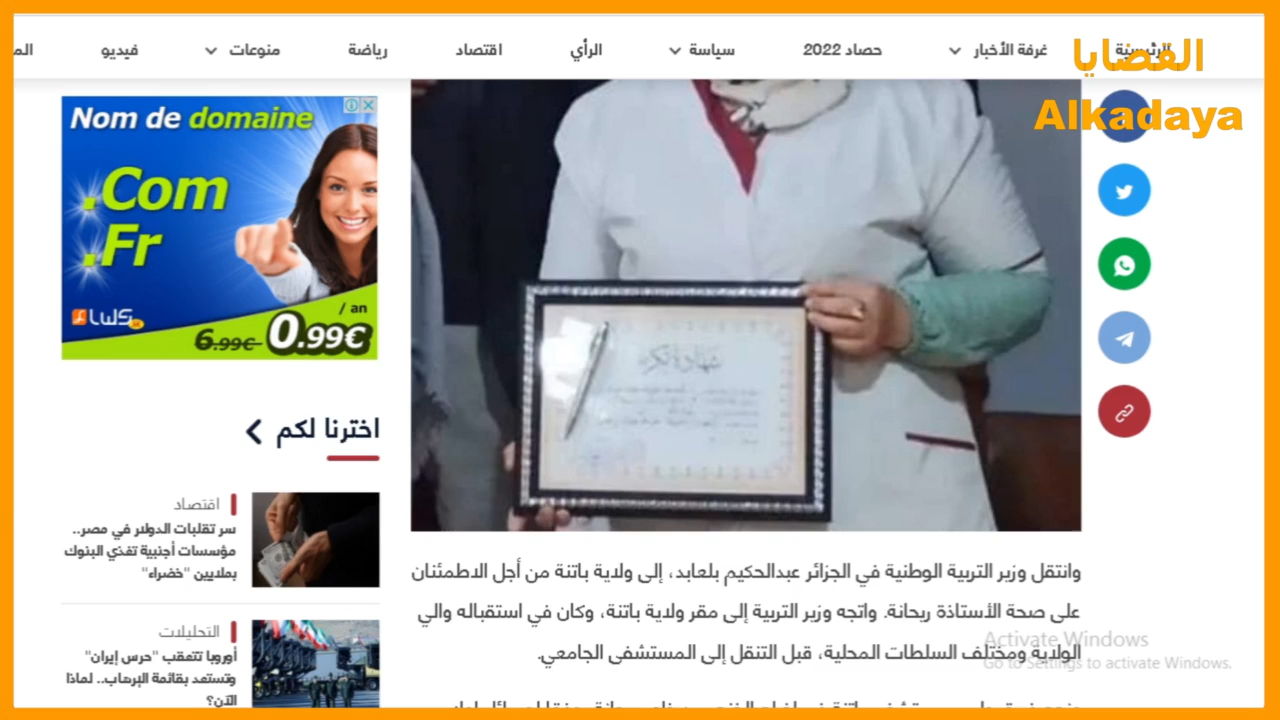 الرئيسية
غرفة الأخبار
حصاد 2022
سياسة
الرأي
اقتصاد
رياضة
منوعات
فيديو
المـ
القضايا
Alkadaya
Nom de domaine
.Com
.Fr
/ an
6.99€
0.99€
LWS
شهادة
وانتقل وزير التربية الوطنية في الجزائر عبدالحكيم بلعابد، إلى ولاية باتنة من أجل الاطمئنان
على صحة الأستاذة ريحانة. واتجه وزير التربية إلى مقر ولاية باتنة، وكان في استقباله والي
الولاية ومختلف السلطات المحلية، قبل التنقل إلى المستشفى الجامعي.
اخترنا لكم
اقتصاد
سر تقلبات الدولار في مصر..
مؤسسات أجنبية تغذي البنوك
بملايين "خضراء"
التحليلات
أوروبا تتعقب "حرس إيران"
وتستعد بقائمة الإرهاب.. لماذا
الآن؟
Activate Windows
Go to Settings to activate Windows.